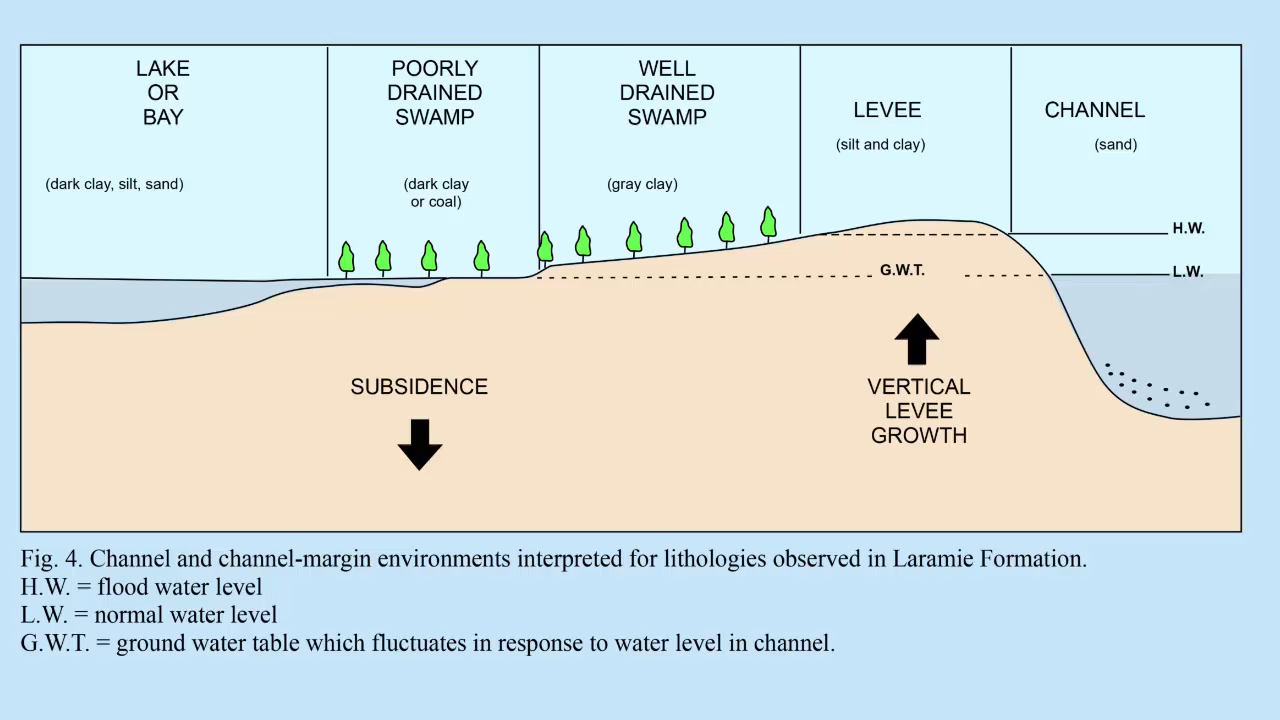 LAKE
OR
BAY
(dark clay, silt, sand)
POORLY
DRAINED
SWAMP
(dark clay
or coal)
WELL
DRAINED
SWAMP
(gray clay)
LEVEE
(silt and clay)
CHANNEL
(sand)
H.W.
G.W.T.
L.W.
SUBSIDENCE
VERTICAL
LEVEE
GROWTH
Fig. 4. Channel and channel-margin environments interpreted for lithologies observed in Laramie Formation.
H.W. = flood water level
L.W. = normal water level
G.W.T. = ground water table which fluctuates in response to water level in channel.